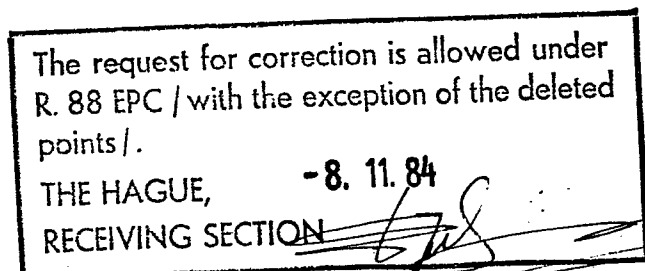 The request for correction is allowed under
R. 88 EPC / with the exception of the deleted
points / .
THE HAGUE, -8. 11. 84
RECEIVING SECTION